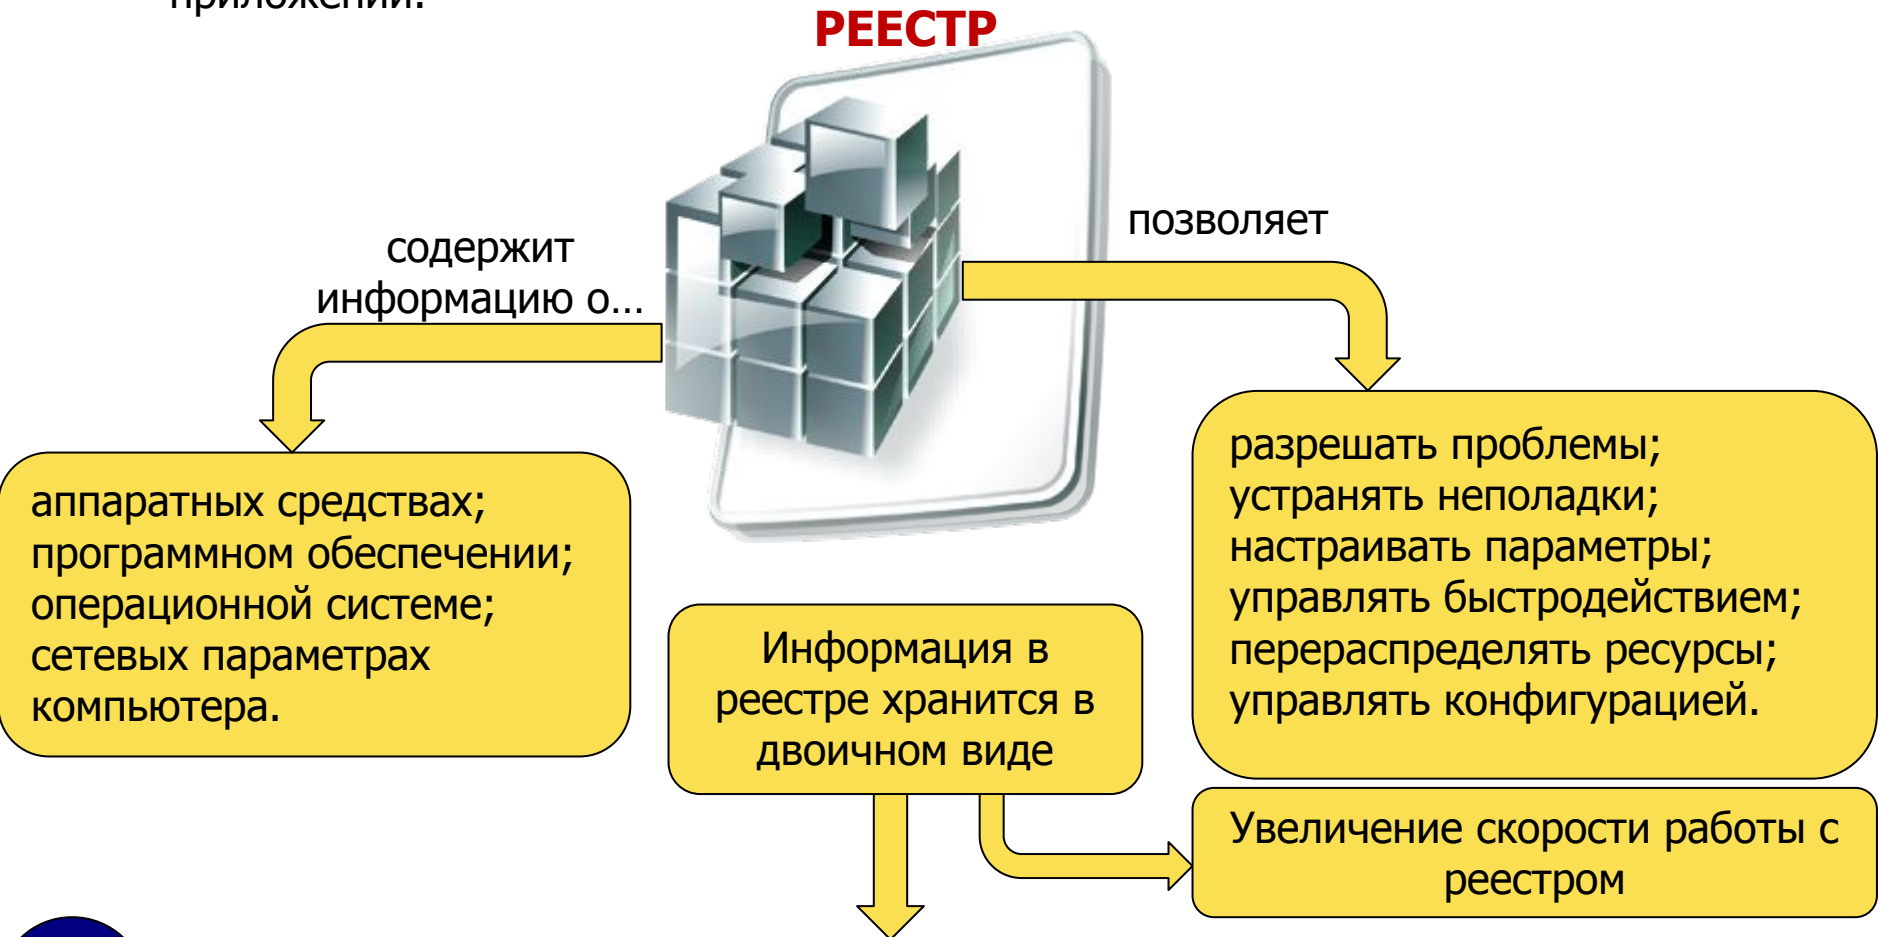 приложений.
РЕЕСТР
содержит
информацию о…
позволяет
аппаратных средствах;
программном обеспечении;
операционной системе;
сетевых параметрах
компьютера.
разрешать проблемы;
устранять неполадки;
настраивать параметры;
управлять быстродействием;
перераспределять ресурсы;
управлять конфигурацией.
Информация в
реестре хранится в
двоичном виде
Увеличение скорости работы с
реестром